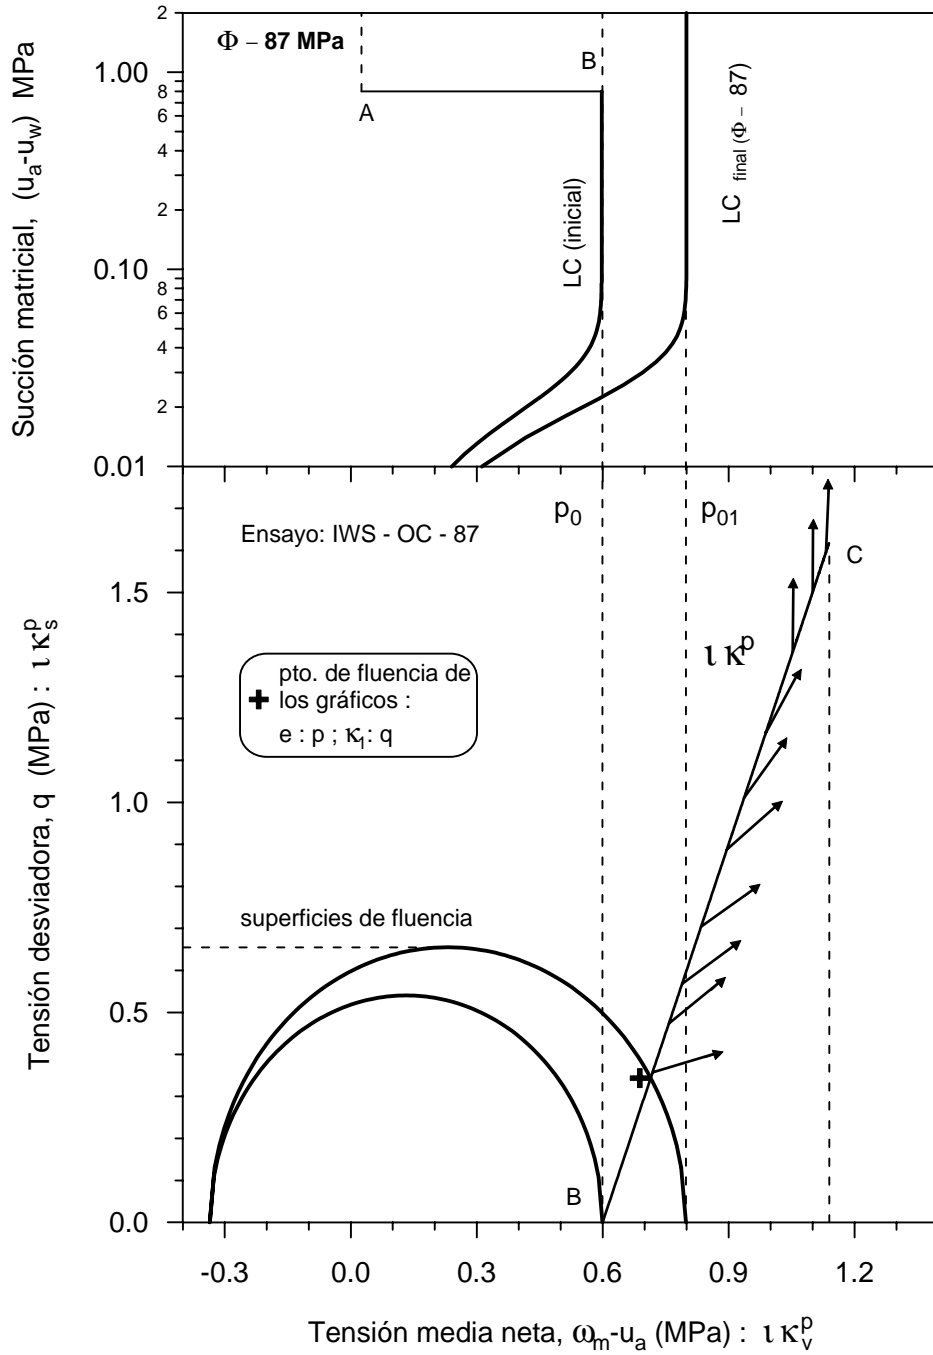 2
Φ – 87 MPa
B
1.00
8
A
6
4
2
LC (inicial)
LC final (Φ - 87)
0.10
8
6
4
2
0.01
Succión matricial, (ua-uw) MPa
p0
p01
Ensayo: IWS - OC - 87
C
1.5
ικp
pto. de fluencia de
los gráficos :
e : p ; κ1: q
1.0
superficies de fluencia
0.5
B
0.0
Tensión desviadora, q (MPa) : ικsp
-0.3 0.0 0.3 0.6 0.9 1.2
Tensión media neta, ωm-ua (MPa) : ικvp